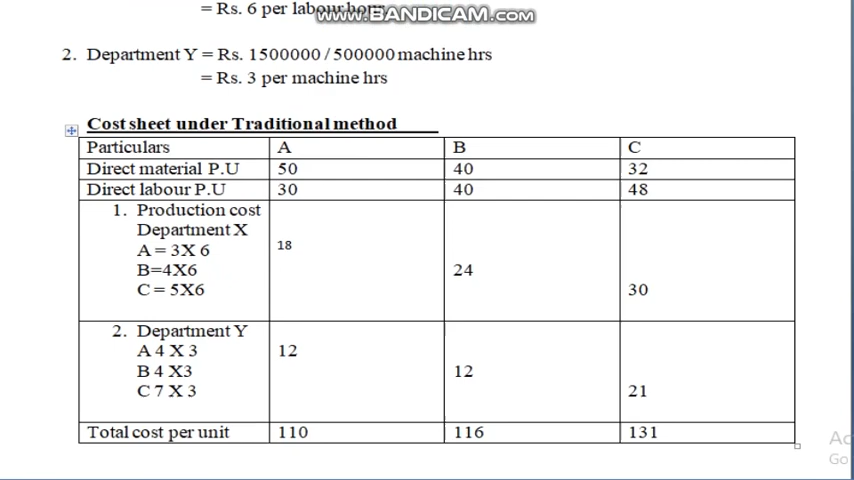 = Rs. 6 per labour hour
www.BANDICAM.com
2. Department Y = Rs. 1500000 / 500000 machine hrs
= Rs. 3 per machine hrs
Cost sheet under Traditional method
Particulars A B C
Direct material P.U 50 40 32
Direct labour P.U 30 40 48
1. Production cost
Department X
A = 3X 6 18
B=4X6 24
C = 5X6 30
2. Department Y
A 4 X 3 12
B 4 X3 12
C 7 X 3 21
Total cost per unit 110 116 131
Ac
Go